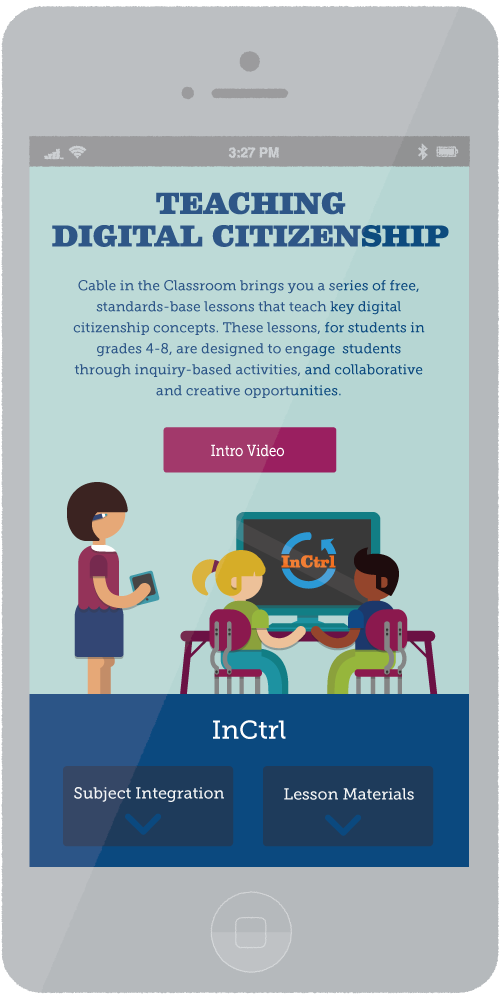 3:27 PM
TEACHING
DIGITAL CITIZENSHIP
Cable in the Classroom brings you a series of free,
standards-base lessons that teach key digital
citizenship concepts. These lessons, for students in
grades 4-8, are designed to engage students
through inquiry-based activities, and collaborative
and creative opportunities.
Intro Video
InCtrl
InCtrl
Subject Integration
Lesson Materials